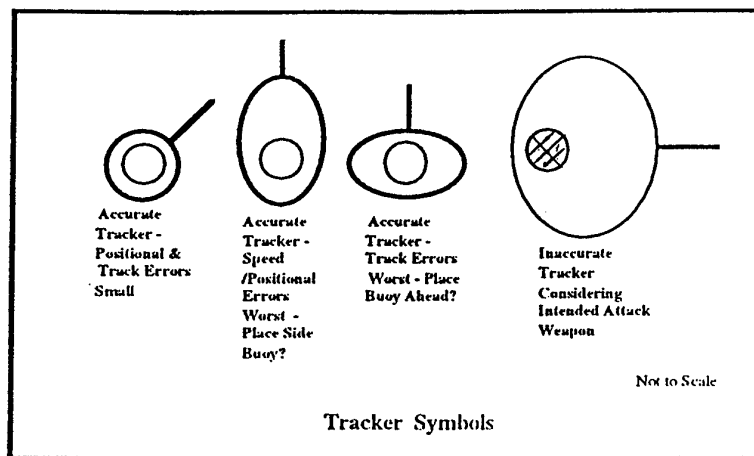 Accurate
Tracker -
Positional &
Track Errors
Small
Accurate
Tracker -
Speed
/Positional
Errors
Worst -
Place Side
Buoy?
Accurate
Tracker -
Track Errors
Worst - Place
Buoy Ahead?
Inaccurate
Tracker
Considering
Intended Attack
Weapon
Not to Scale
Tracker Symbols